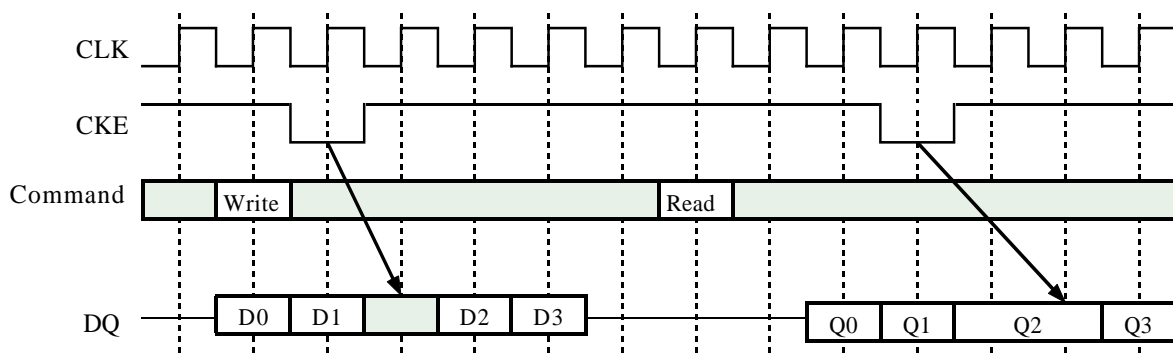 CLK
CKE
Command Write Read
DQ D0 D1 D2 D3 Q0 Q1 Q2 Q3